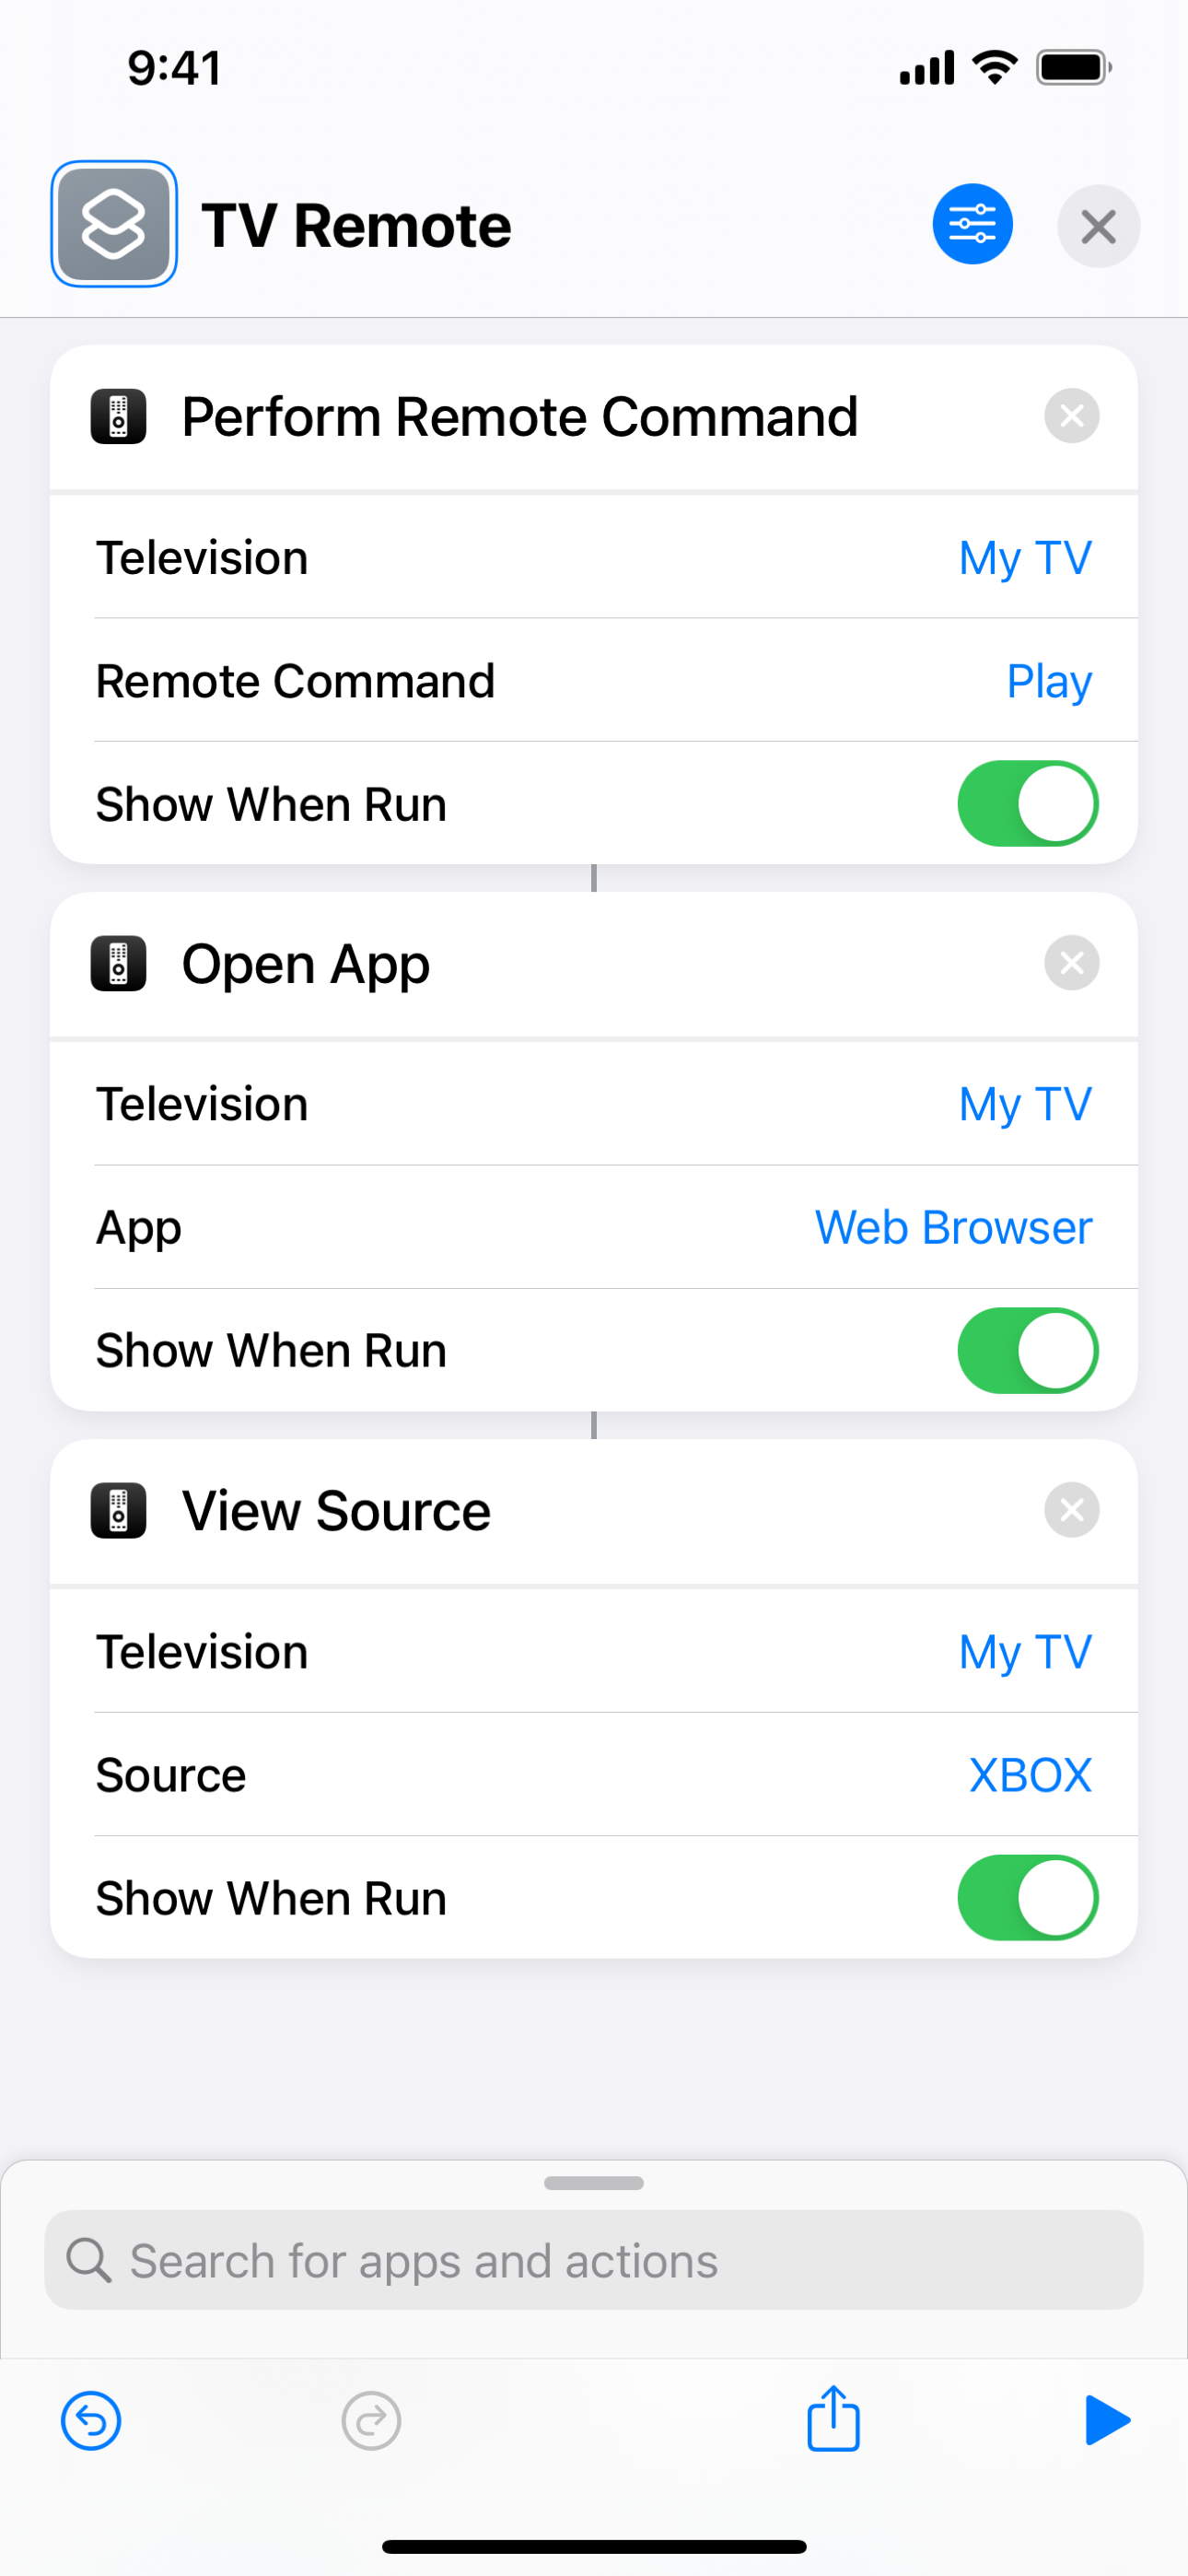 9:41
TV Remote
Perform Remote Command
Television My TV
Remote Command Play
Show When Run
Open App
Television My TV
App Web Browser
Show When Run
View Source
Television My TV
Source XBOX
Show When Run
Search for apps and actions